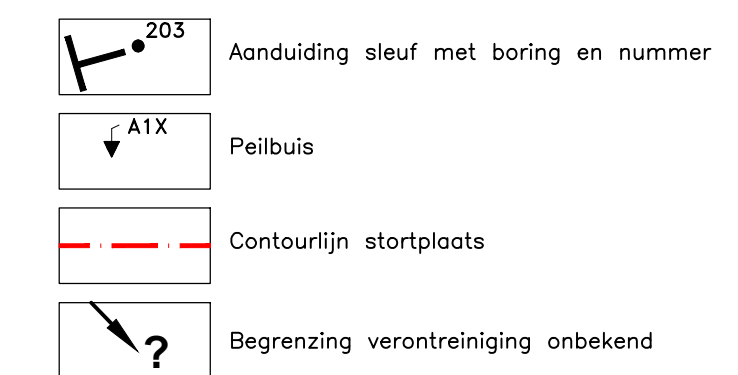 203
Aanduiding sleuf met boring en nummer
A1X
Peilbuis
Contourlijn stortplaats
?
Begrenzing verontreiniging onbekend